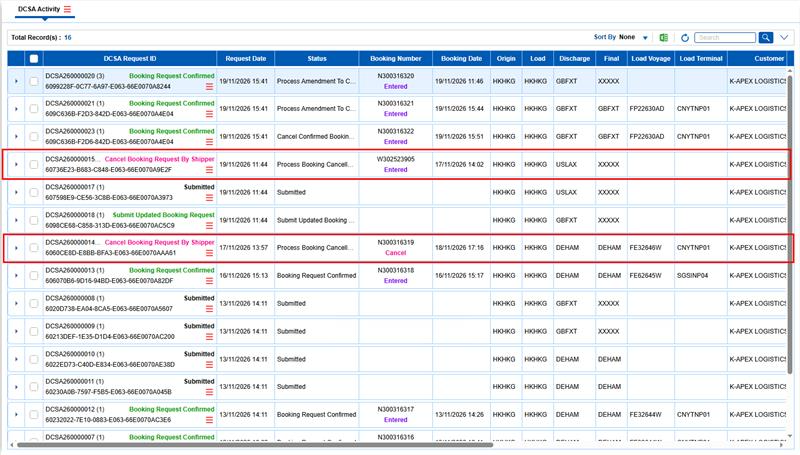 DCSA Activity
Total Record(s) : 16
Sort By None
Search
DCSA Request ID Request Date Status Booking Number Booking Date Origin Load Discharge Final Load Voyage Load Terminal Customer
DCSA260000020 (3) Booking Request Confirmed
6099228F-0C77-6A97-E063-66E0070A8244
19/11/2026 15:41 Process Amendment To C... N300316320 Entered 19/11/2026 11:46 HKHKG HKHKG GBFXT XXXXX K-APEX LOGISTICS
DCSA260000021 (3) Booking Request Confirmed
609C636B-F2D3-842D-E063-66E0070A4E04
19/11/2026 15:41 Booking Request Confirmed N300316321 Entered 19/11/2026 15:44 HKHKG HKHKG GBFXT XXXXX FP22630AD CNYTNP01 K-APEX LOGISTICS
DCSA260000023 (1) Booking Request Confirmed
609C636B-F2D6-842D-E063-66E0070A4E04
19/11/2026 15:41 Cancel Confirmed Bookin... N300316322 Entered 19/11/2026 15:51 HKHKG HKHKG GBFXT XXXXX FP22630AD CNYTNP01 K-APEX LOGISTICS
DCSA260000015... Cancel Booking Request By Shipper
60736E23-B683-C848-E063-66E0070A9E2F
19/11/2026 11:44 Process Booking Cancell... W302523905 Entered 17/11/2026 14:02 HKHKG HKHKG USLAX XXXXX K-APEX LOGISTICS
DCSA260000017 (1) Submitted
607598E9-CE56-3C8B-E063-66E0070A3973
19/11/2026 11:44 Submitted HKHKG HKHKG USLAX XXXXX K-APEX LOGISTICS
DCSA260000018 (1) Submit Updated Booking Request
6098CE68-C858-313D-E063-66E0070AC5C9
19/11/2026 11:44 Submit Updated Booking ... HKHKG HKHKG GBFXT XXXXX K-APEX LOGISTICS
DCSA260000014... Cancel Booking Request By Shipper
6060CE8D-E8BB-BFA3-E063-66E0070AAA61
17/11/2026 13:57 Process Booking Cancell... N300316319 Cancel 18/11/2026 17:16 HKHKG HKHKG DEHAM DEHAM FE32646W CNYTNP01 K-APEX LOGISTICS
DCSA260000013 (1) Booking Request Confirmed
606070B6-9D16-94BD-E063-66E0070A82DF
16/11/2026 15:13 Booking Request Confirmed N300316318 Entered 16/11/2026 15:17 HKHKG HKHKG DEHAM DEHAM FE62645W SGSINP04 K-APEX LOGISTICS
DCSA260000008 (1) Submitted
6020D738-EA04-8CA5-E063-66E0070A5607
13/11/2026 14:11 Submitted HKHKG HKHKG GBFXT XXXXX K-APEX LOGISTICS
DCSA260000009 (1) Submitted
60213DEF-1E35-D1D4-E063-66E0070AC200
13/11/2026 14:11 Submitted HKHKG HKHKG GBFXT XXXXX K-APEX LOGISTICS
DCSA260000010 (1) Submitted
6022ED73-C40D-E834-E063-66E0070AE38D
13/11/2026 14:11 Submitted HKHKG HKHKG DEHAM DEHAM K-APEX LOGISTICS
DCSA260000011 (1) Submitted
60230A0B-7597-F5B5-E063-66E0070A045B
13/11/2026 14:11 Submitted HKHKG HKHKG DEHAM DEHAM K-APEX LOGISTICS
DCSA260000012 (1) Booking Request Confirmed
60232022-7E10-0883-E063-66E0070AC3E6
13/11/2026 14:11 Booking Request Confirmed N300316317 Entered 13/11/2026 14:26 HKHKG HKHKG DEHAM DEHAM FE32644W CNYTNP01 K-APEX LOGISTICS
DCSA260000007 (1) Booking Request Confirmed N300316316